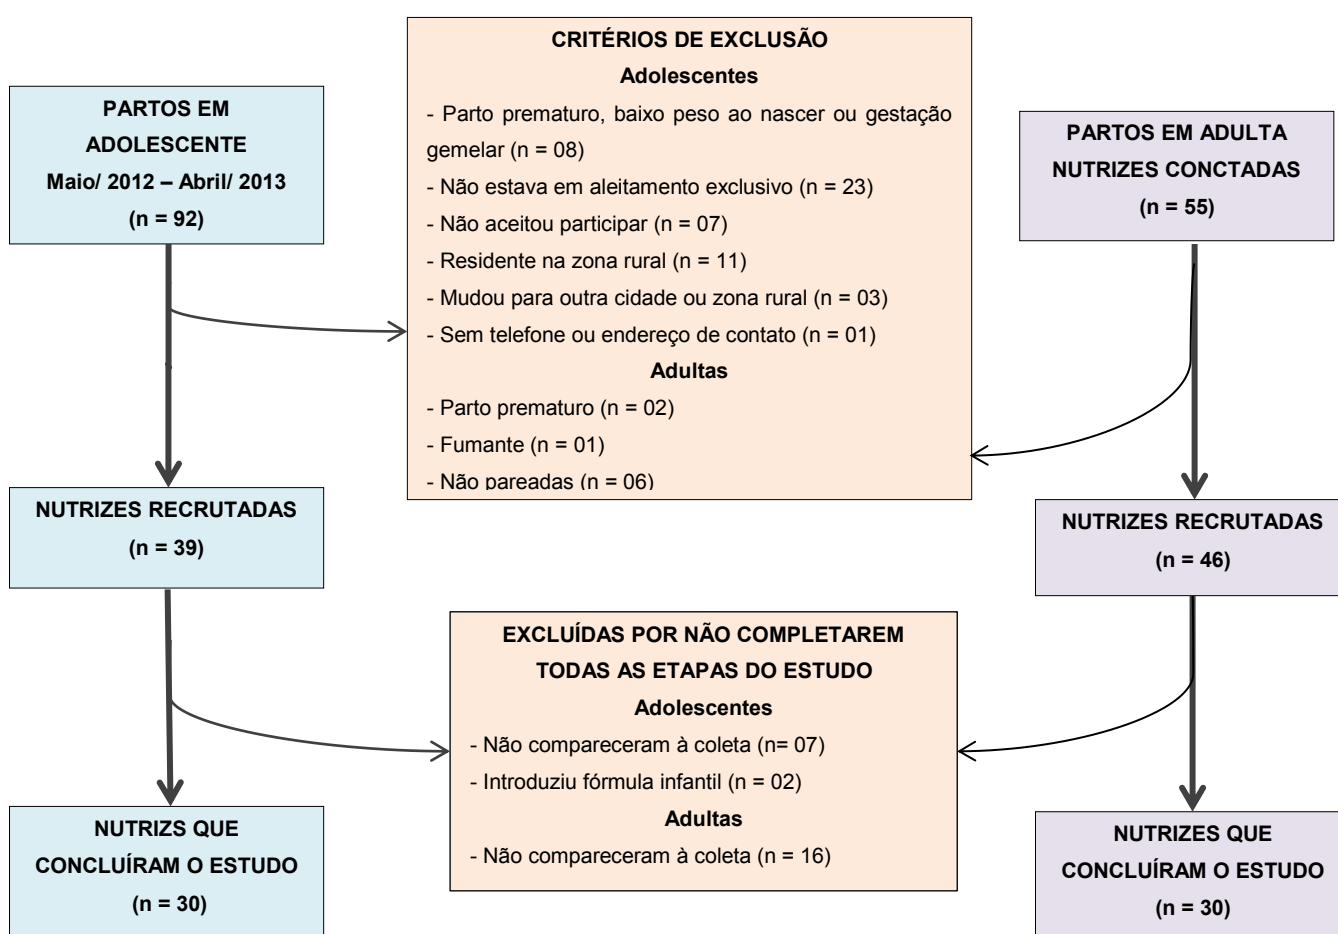 PARTOS EM
ADOLESCENTE
Maio/ 2012 – Abril/ 2013
(n = 92)
CRITÉRIOS DE EXCLUSÃO
Adolescentes
- Parto prematuro, baixo peso ao nascer ou gestação
gemelar (n = 08)
- Não estava em aleitamento exclusivo (n = 23)
- Não aceitou participar (n = 07)
- Residente na zona rural (n = 11)
- Mudou para outra cidade ou zona rural (n = 03)
- Sem telefone ou endereço de contato (n = 01)
Adultas
- Parto prematuro (n = 02)
- Fumante (n = 01)
- Não pareadas (n = 06)
PARTOS EM ADULTA
NUTRIZES CONCTADAS
(n = 55)
NUTRIZES RECRUTADAS
(n = 39)
NUTRIZES RECRUTADAS
(n = 46)
EXCLUÍDAS POR NÃO COMPLETAREM
TODAS AS ETAPAS DO ESTUDO
Adolescentes
- Não compareceram à coleta (n= 07)
- Introduziu fórmula infantil (n = 02)
Adultas
- Não compareceram à coleta (n = 16)
NUTRIZS QUE
CONCLUÍRAM O ESTUDO
(n = 30)
NUTRIZES QUE
CONCLUÍRAM O ESTUDO
(n = 30)